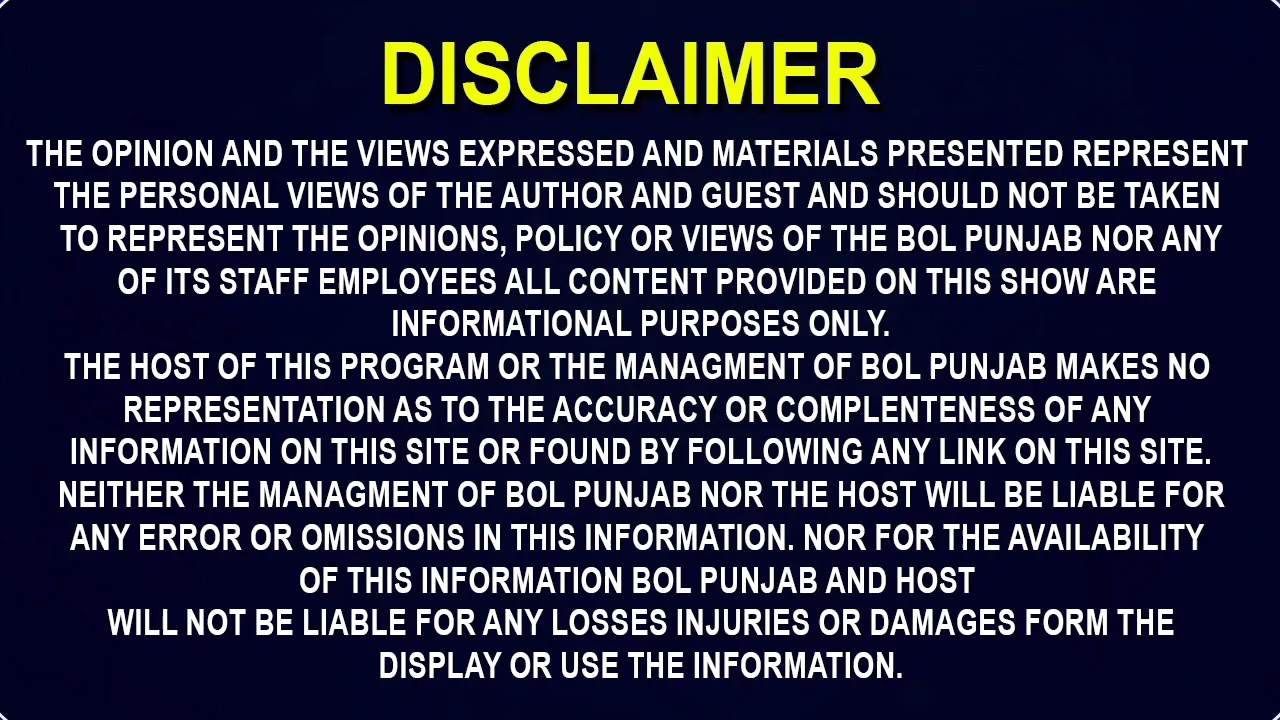 DISCLAIMER
THE OPINION AND THE VIEWS EXPRESSED AND MATERIALS PRESENTED REPRESENT
THE PERSONAL VIEWS OF THE AUTHOR AND GUEST AND SHOULD NOT BE TAKEN
TO REPRESENT THE OPINIONS, POLICY OR VIEWS OF THE BOL PUNJAB NOR ANY
OF ITS STAFF EMPLOYEES ALL CONTENT PROVIDED ON THIS SHOW ARE
INFORMATIONAL PURPOSES ONLY.
THE HOST OF THIS PROGRAM OR THE MANAGMENT OF BOL PUNJAB MAKES NO
REPRESENTATION AS TO THE ACCURACY OR COMPLENTENESS OF ANY
INFORMATION ON THIS SITE OR FOUND BY FOLLOWING ANY LINK ON THIS SITE.
NEITHER THE MANAGMENT OF BOL PUNJAB NOR THE HOST WILL BE LIABLE FOR
ANY ERROR OR OMISSIONS IN THIS INFORMATION. NOR FOR THE AVAILABILITY
OF THIS INFORMATION BOL PUNJAB AND HOST
WILL NOT BE LIABLE FOR ANY LOSSES INJURIES OR DAMAGES FORM THE
DISPLAY OR USE THE INFORMATION.